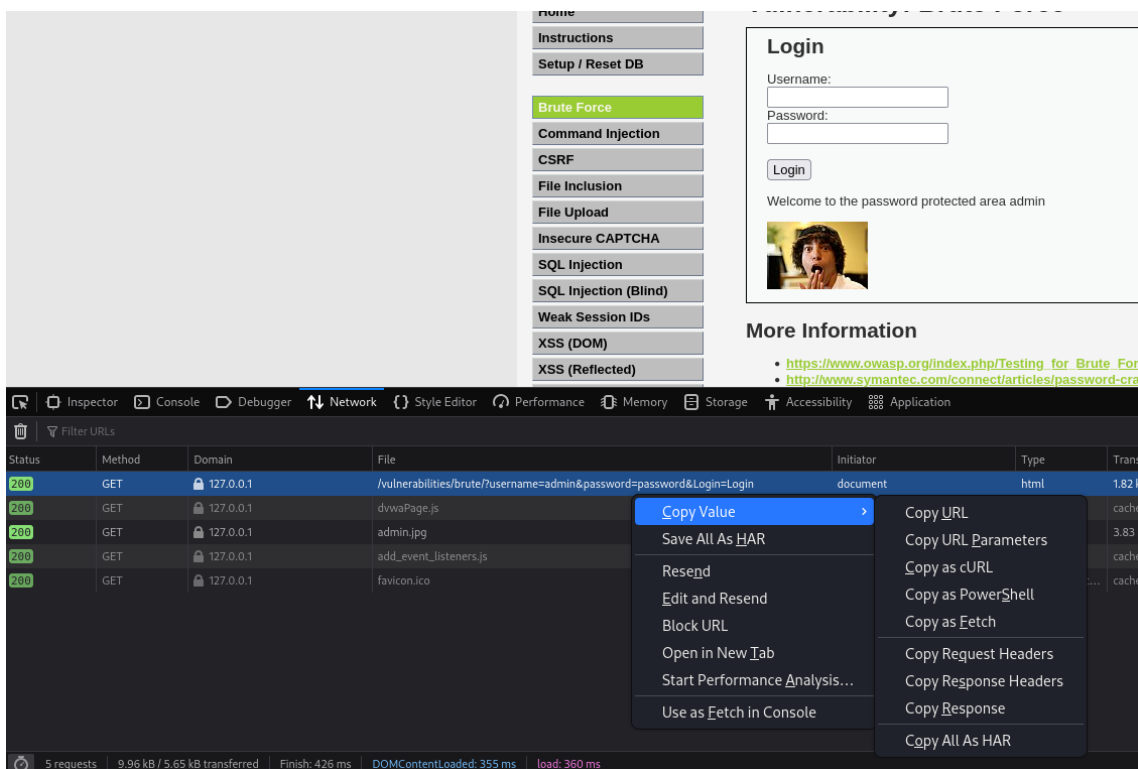 Home
Instructions
Setup / Reset DB
Brute Force
Command Injection
CSRF
File Inclusion
File Upload
Insecure CAPTCHA
SQL Injection
SQL Injection (Blind)
Weak Session IDs
XSS (DOM)
XSS (Reflected)
Vulnerability: Brute Force
Login
Username:
Password:
Login
Welcome to the password protected area admin
More Information
• https://www.owasp.org/index.php/Testing_for_Brute_For
• http://www.symantec.com/connect/articles/password-cra
Inspector Console Debugger Network Style Editor Performance Memory Storage Accessibility Application
Filter URLs
Status Method Domain File Initiator Type Trans
200 GET 127.0.0.1 /vulnerabilities/brute/?username=admin&password=password&Login=Login document html 1.82 k
200 GET 127.0.0.1 dvwaPage.js cache
200 GET 127.0.0.1 admin.jpg 3.83
200 GET 127.0.0.1 add_event_listeners.js cache
200 GET 127.0.0.1 favicon.ico ... cache
Copy Value
Save All As HAR
Resend
Edit and Resend
Block URL
Open in New Tab
Start Performance Analysis...
Use as Fetch in Console
Copy URL
Copy URL Parameters
Copy as cURL
Copy as PowerShell
Copy as Fetch
Copy Request Headers
Copy Response Headers
Copy Response
Copy All As HAR
5 requests 9.96 kB / 5.65 kB transferred Finish: 426 ms DOMContentLoaded: 355 ms load: 360 ms